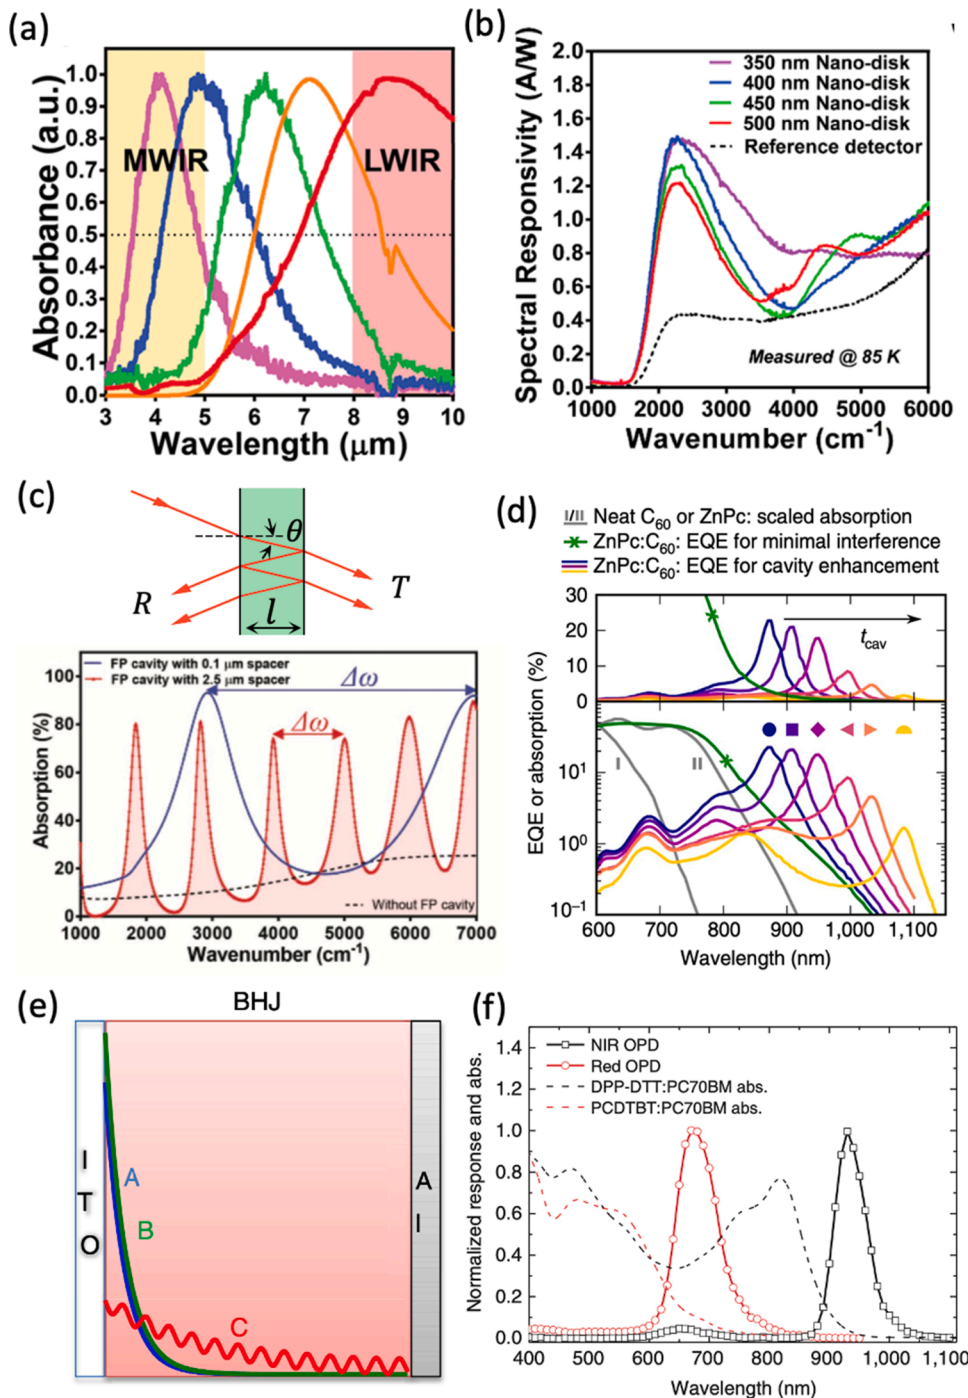 (a)
Absorbance (a.u.)
1.0
0.9
0.8
0.7
0.6
0.5
0.4
0.3
0.2
0.1
0.0
MWIR
LWIR
3 4 5 6 7 8 9 10
Wavelength (μm)
(b)
Spectral Responsivity (A/W)
2.0
1.8
1.6
1.4
1.2
1.0
0.8
0.6
0.4
0.2
0.0
350 nm Nano-disk
400 nm Nano-disk
450 nm Nano-disk
500 nm Nano-disk
Reference detector
Measured @ 85 K
1000 2000 3000 4000 5000 6000
Wavenumber (cm⁻¹)
(c)
θ
R
T
l
FP cavity with 0.1 μm spacer
FP cavity with 2.5 μm spacer
Δω
Δω
Absorption (%)
100
80
60
40
20
0
Without FP cavity
1000 2000 3000 4000 5000 6000 7000
Wavenumber (cm⁻¹)
(d)
I/II Neat C₆₀ or ZnPc: scaled absorption
ZnPc:C₆₀: EQE for minimal interference
ZnPc:C₆₀: EQE for cavity enhancement
30
20
10
0
t_cav
EQE or absorption (%)
10¹
10⁰
10⁻¹
I
II
600 700 800 900 1,000 1,100
Wavelength (nm)
(e)
BHJ
I
T
O
A
B
C
A
l
(f)
Normalized response and abs.
1.4
1.2
1.0
0.8
0.6
0.4
0.2
0.0
NIR OPD
Red OPD
DPP-DTT:PC70BM abs.
PCDTBT:PC70BM abs.
400 500 600 700 800 900 1,000 1,100
Wavelength (nm)